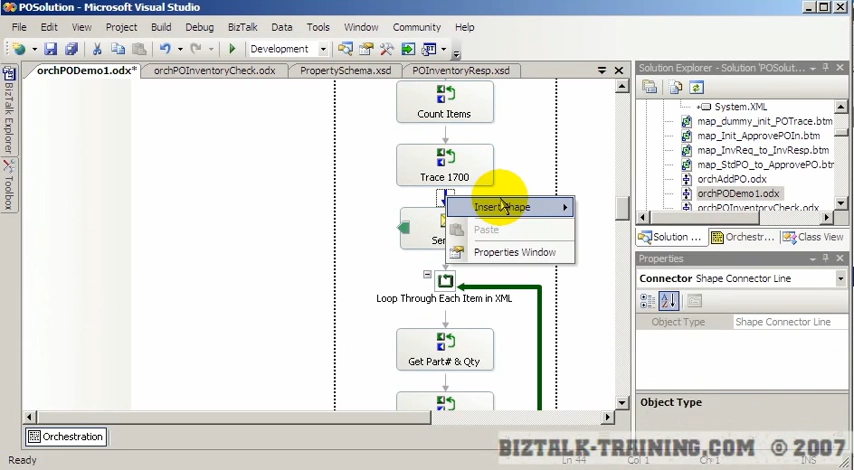 POSolution - Microsoft Visual Studio
File Edit View Project Build Debug BizTalk Data Tools Window Community Help
Development
orchPODemo1.odx* orchPOInventoryCheck.odx PropertySchema.xsd POInventoryResp.xsd
BizTalk Explorer
Toolbox
Count Items
Trace 1700
Insert Shape
Paste
Properties Window
Loop Through Each Item in XML
Get Part# & Qty
Orchestration
Solution Explorer - Solution 'POSolut...
System.XML
map_dummy_init_POTrace.btm
map_Init_ApprovePOIn.btm
map_InvReq_to_InvResp.btm
map_StdPO_to_ApprovePO.btm
orchAddPO.odx
orchPODemo1.odx
orchPOInventoryCheck.odx
Solution ... Orchestr... Class View
Properties
Connector Shape Connector Line
Object Type Shape Connector Line
Object Type
BIZTALK-TRAINING.COM © 2007
Ready Ln 44 Col 1 Ch 1 INS